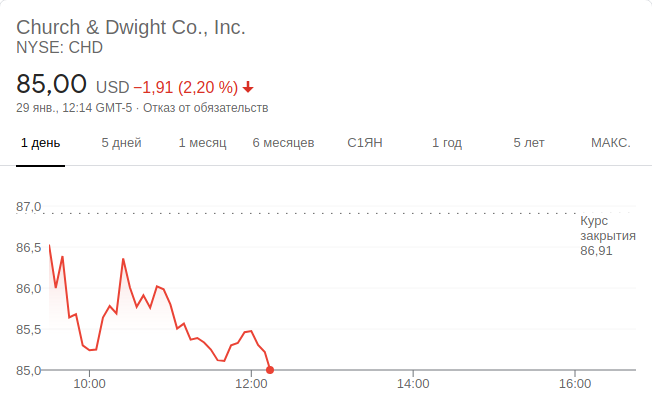 Church & Dwight Co., Inc.
NYSE: CHD
85,00 USD −1,91 (2,20 %)
29 янв., 12:14 GMT-5 · Отказ от обязательств
1 день 5 дней 1 месяц 6 месяцев С1ЯН 1 год 5 лет МАКС.
87,0
Курс
закрытия
86,91
86,5
86,0
85,5
85,0
10:00 12:00 14:00 16:00